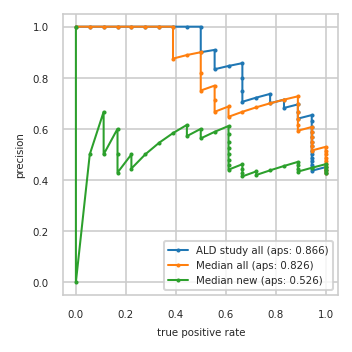 1.0
0.8
0.6
0.4
0.2
0.0
precision
0.0 0.2 0.4 0.6 0.8 1.0
true positive rate
ALD study all (aps: 0.866)
Median all (aps: 0.826)
Median new (aps: 0.526)